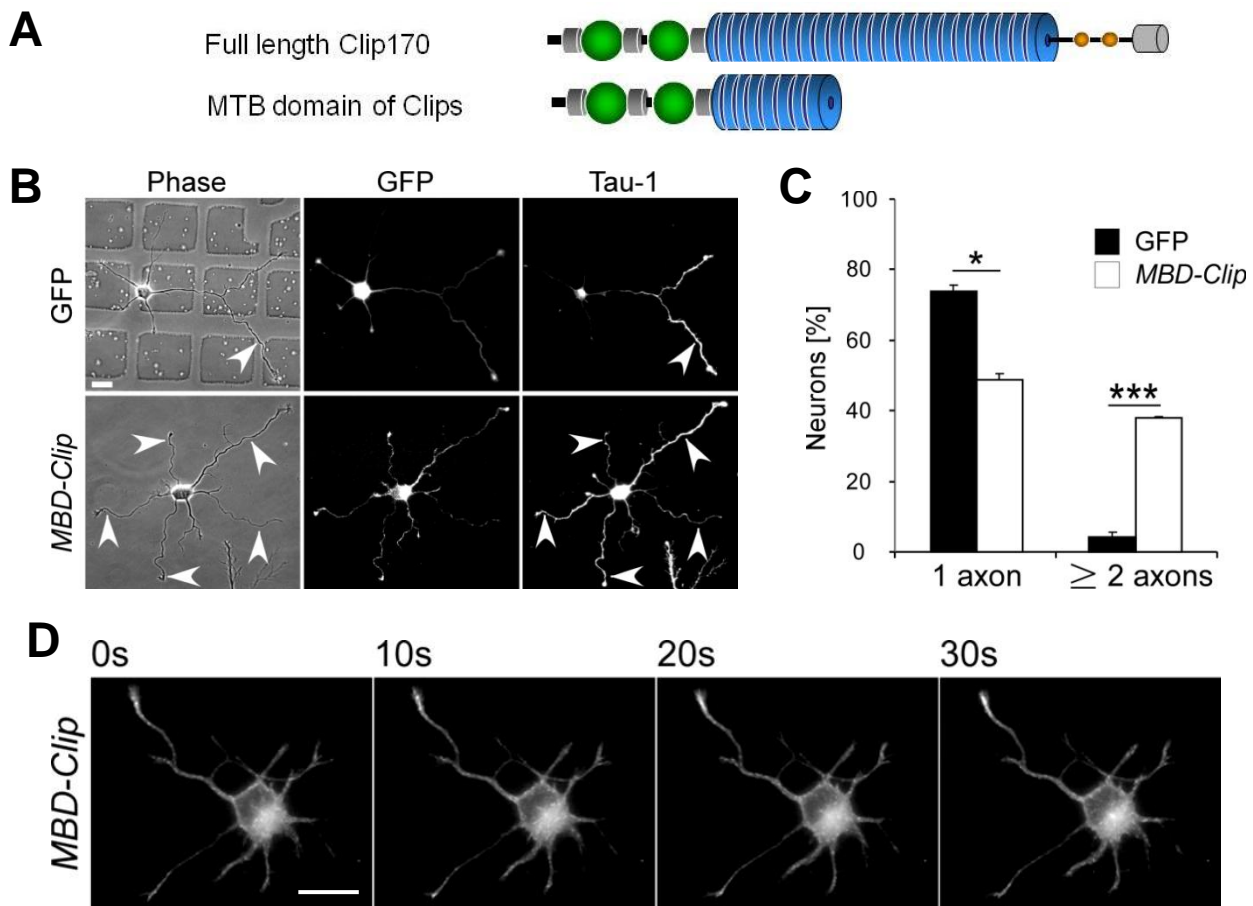 A
Full length Clip170
MTB domain of Clips
B
Phase GFP Tau-1
GFP
MBD-Clip
C
100
80
60
40
20
0
Neurons [%]
GFP
MBD-Clip
*
***
1 axon ≥ 2 axons
D
0s 10s 20s 30s
MBD-Clip